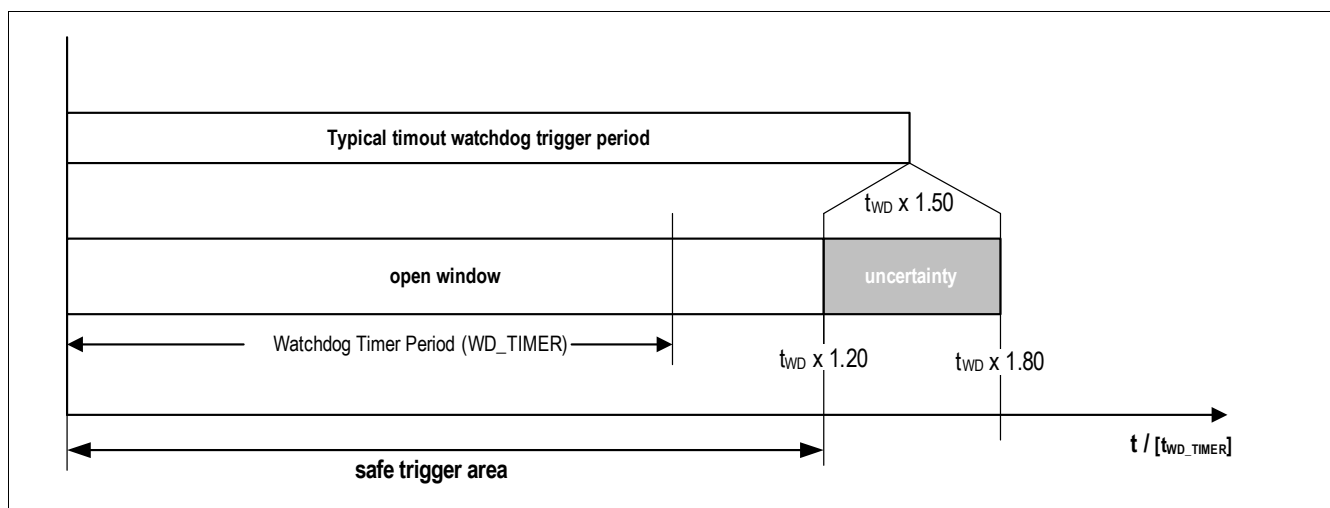 Typical timout watchdog trigger period
tWD x 1.50
open window
uncertainty
Watchdog Timer Period (WD_TIMER)
tWD x 1.20
tWD x 1.80
t / [tWD_TIMER]
safe trigger area